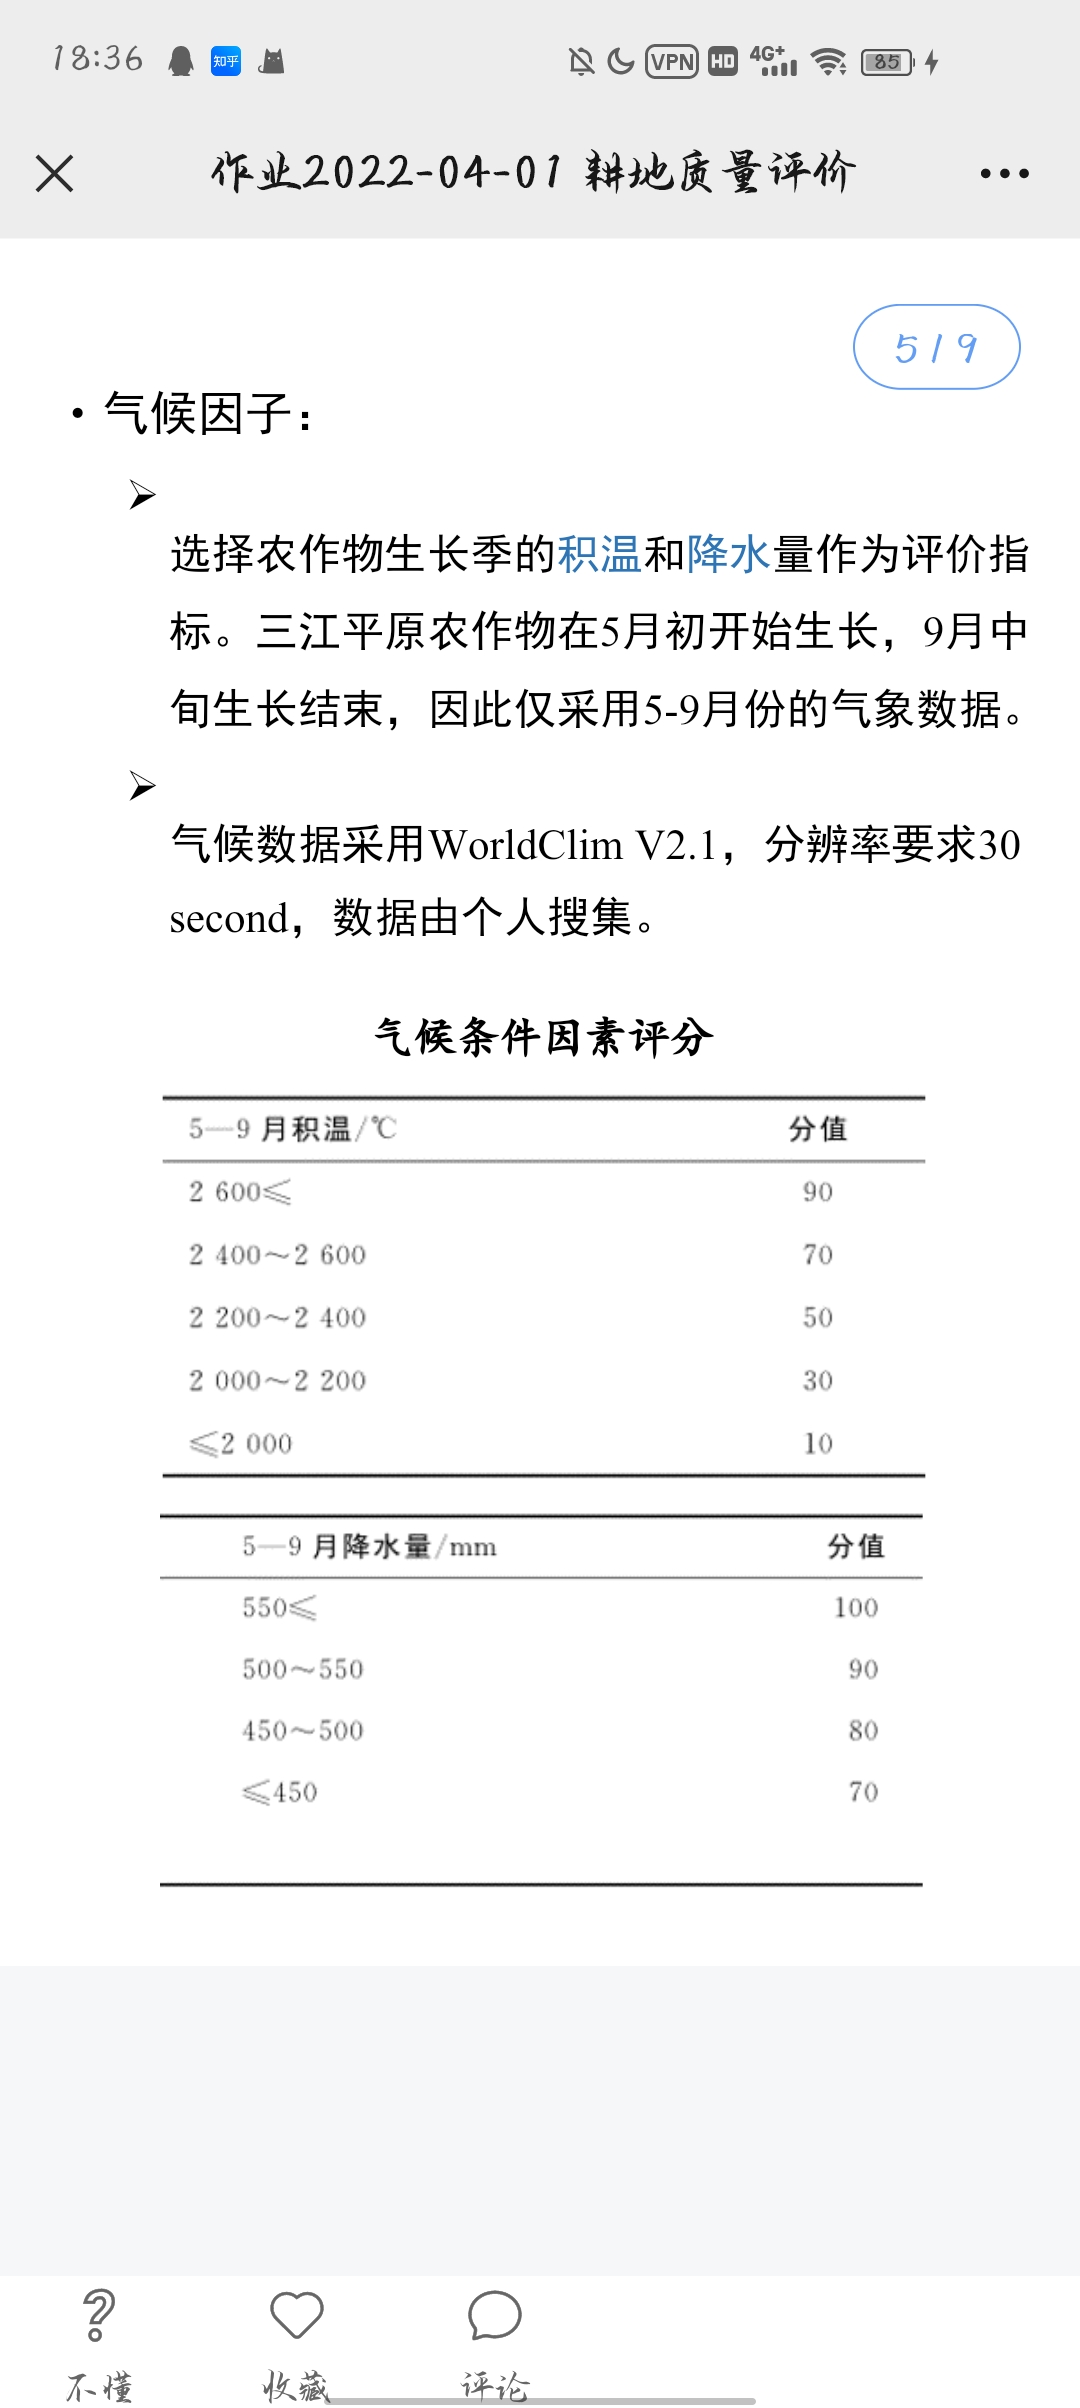 18:36
知乎
VPN
HD
4G+
85
作业2022-04-01 耕地质量评价
5 / 9
• 气候因子：
选择农作物生长季的积温和降水量作为评价指
标。三江平原农作物在5月初开始生长，9月中
旬生长结束，因此仅采用5-9月份的气象数据。
气候数据采用WorldClim V2.1，分辨率要求30
second，数据由个人搜集。
气候条件因素评分
5—9 月积温/℃ 分值
2 600≤ 90
2 400～2 600 70
2 200～2 400 50
2 000～2 200 30
≤2 000 10
5—9 月降水量/mm 分值
550≤ 100
500～550 90
450～500 80
≤450 70
不懂 收藏 评论